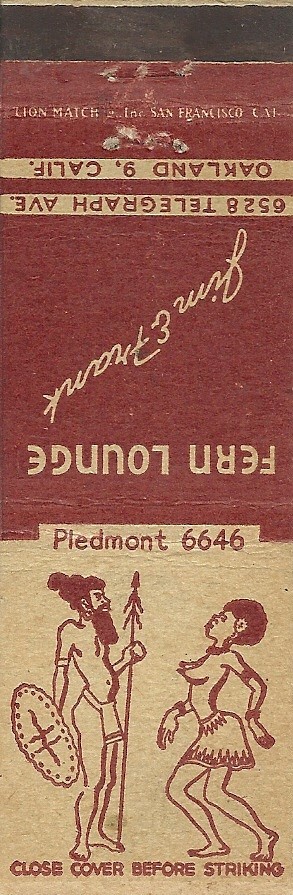 LION MATCH
Inc SAN FRANCISCO CAL
OAKLAND 9, CALIF.
6528 TELEGRAPH AVE.
Jim & Frank
FERN LOUNGE
Piedmont 6646
CLOSE COVER BEFORE STRIKING